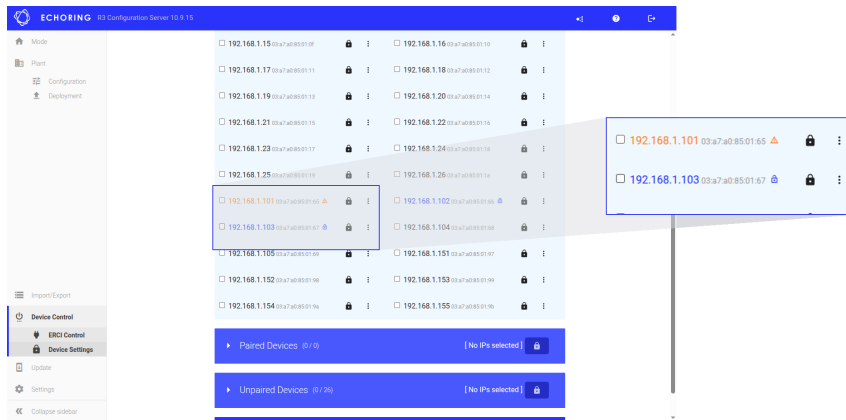 ECHORING R3 Configuration Server 10.9.15
Mode
Plant
Configuration
Deployment
Import/Export
Device Control
ERCI Control
Device Settings
Update
Settings
Collapse sidebar
192.168.1.15 03:a7:a0:85:01:0f 192.168.1.16 03:a7:a0:85:01:10
192.168.1.17 03:a7:a0:85:01:11 192.168.1.18 03:a7:a0:85:01:12
192.168.1.19 03:a7:a0:85:01:13 192.168.1.20 03:a7:a0:85:01:14
192.168.1.21 03:a7:a0:85:01:15 192.168.1.22 03:a7:a0:85:01:16
192.168.1.23 03:a7:a0:85:01:17 192.168.1.24 03:a7:a0:85:01:18
192.168.1.25 03:a7:a0:85:01:19 192.168.1.26 03:a7:a0:85:01:1a
192.168.1.101 03:a7:a0:85:01:65 192.168.1.102 03:a7:a0:85:01:66
192.168.1.103 03:a7:a0:85:01:67 192.168.1.104 03:a7:a0:85:01:68
192.168.1.105 03:a7:a0:85:01:69 192.168.1.151 03:a7:a0:85:01:97
192.168.1.152 03:a7:a0:85:01:98 192.168.1.153 03:a7:a0:85:01:99
192.168.1.154 03:a7:a0:85:01:9a 192.168.1.155 03:a7:a0:85:01:9b
Paired Devices (0 / 0) [ No IPs selected ]
Unpaired Devices (0 / 26) [ No IPs selected ]
192.168.1.101 03:a7:a0:85:01:65
192.168.1.103 03:a7:a0:85:01:67